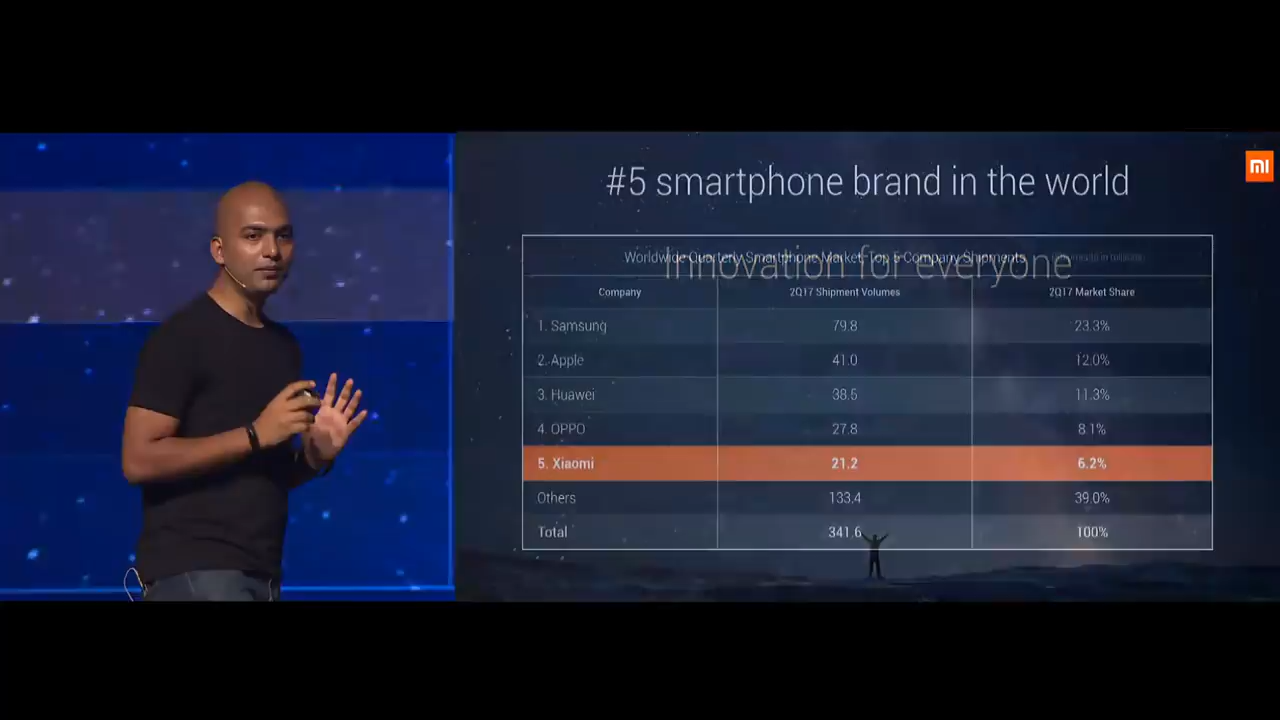 #5 smartphone brand in the world
mi
Worldwide Quarterly Smartphone Market, Top 5 Company Shipments
Innovation for everyone
Company 2Q17 Shipment Volumes 2Q17 Market Share
1. Samsung 79.8 23.3%
2. Apple 41.0 12.0%
3. Huawei 38.5 11.3%
4. OPPO 27.8 8.1%
5. Xiaomi 21.2 6.2%
Others 133.4 39.0%
Total 341.6 100%